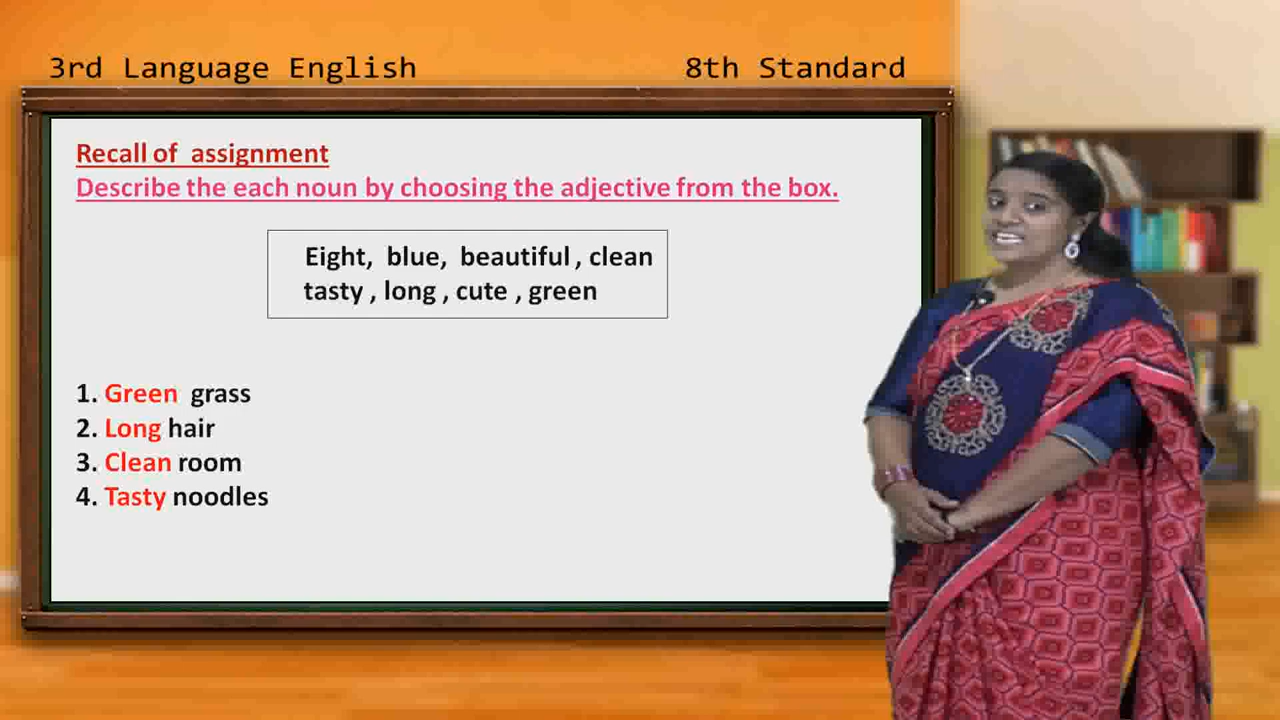 3rd Language English
8th Standard
Recall of assignment
Describe the each noun by choosing the adjective from the box.
Eight, blue, beautiful , clean
tasty , long , cute , green
1. Green grass
2. Long hair
3. Clean room
4. Tasty noodles